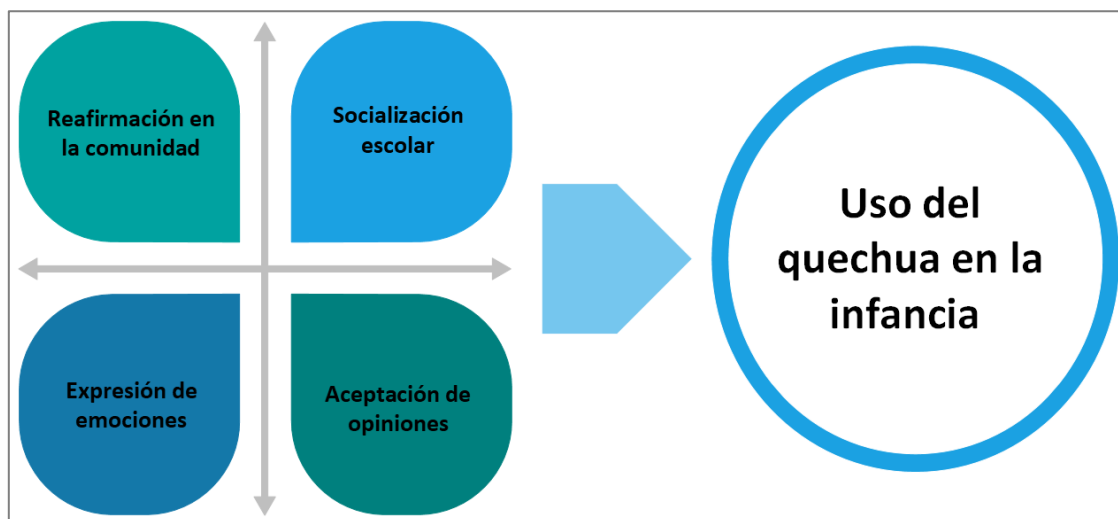 Reafirmación en
la comunidad
Socialización
escolar
Expresión de
emociones
Aceptación de
opiniones
Uso del
quechua en la
infancia